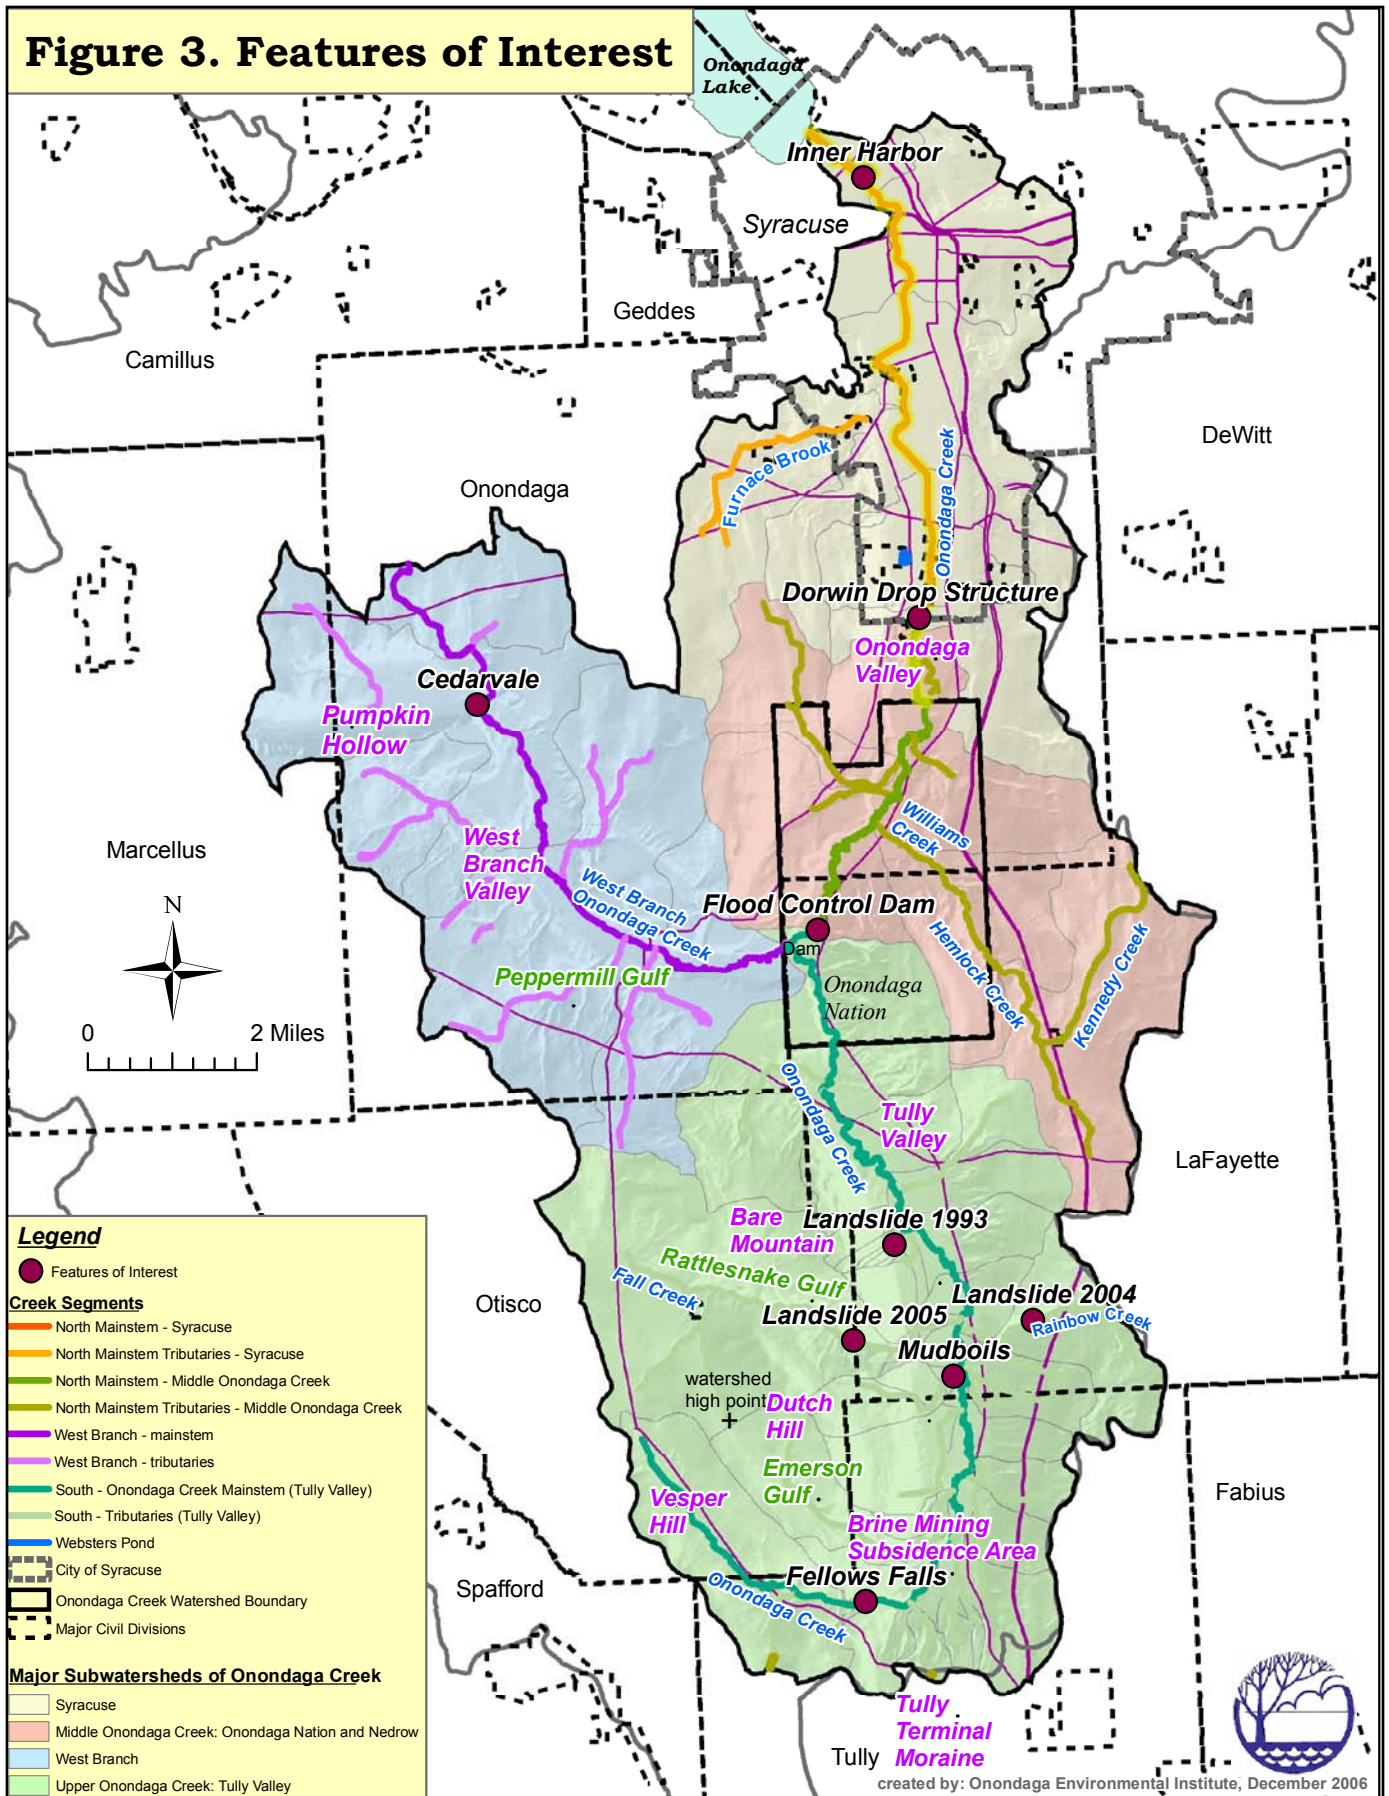 Figure 3. Features of Interest
Onondaga
Lake
Inner Harbor
Syracuse
Geddes
Camillus
DeWitt
Furnace Brook
Onondaga Creek
Onondaga
Dorwin Drop Structure
Onondaga
Valley
Cedarvale
Pumpkin
Hollow
Williams
Creek
West
Branch
Valley
Marcellus
West Branch
Onondaga Creek
Flood Control Dam
Dam
Hemlock Creek
Kennedy Creek
N
Peppermill Gulf
Onondaga
Nation
0 2 Miles
Onondaga Creek
Tully
Valley
LaFayette
Bare
Mountain
Landslide 1993
Rattlesnake Gulf
Fall Creek
Landslide 2004
Rainbow Creek
Otisco
Landslide 2005
Mudboils
watershed
high point
Dutch
Hill
Emerson
Gulf
Vesper
Hill
Fabius
Brine Mining
Subsidence Area
Fellows Falls
Onondaga Creek
Spafford
Tully
Terminal
Moraine
Tully
Legend
Features of Interest
Creek Segments
North Mainstem - Syracuse
North Mainstem Tributaries - Syracuse
North Mainstem - Middle Onondaga Creek
North Mainstem Tributaries - Middle Onondaga Creek
West Branch - mainstem
West Branch - tributaries
South - Onondaga Creek Mainstem (Tully Valley)
South - Tributaries (Tully Valley)
Websters Pond
City of Syracuse
Onondaga Creek Watershed Boundary
Major Civil Divisions
Major Subwatersheds of Onondaga Creek
Syracuse
Middle Onondaga Creek: Onondaga Nation and Nedrow
West Branch
Upper Onondaga Creek: Tully Valley
created by: Onondaga Environmental Institute, December 2006